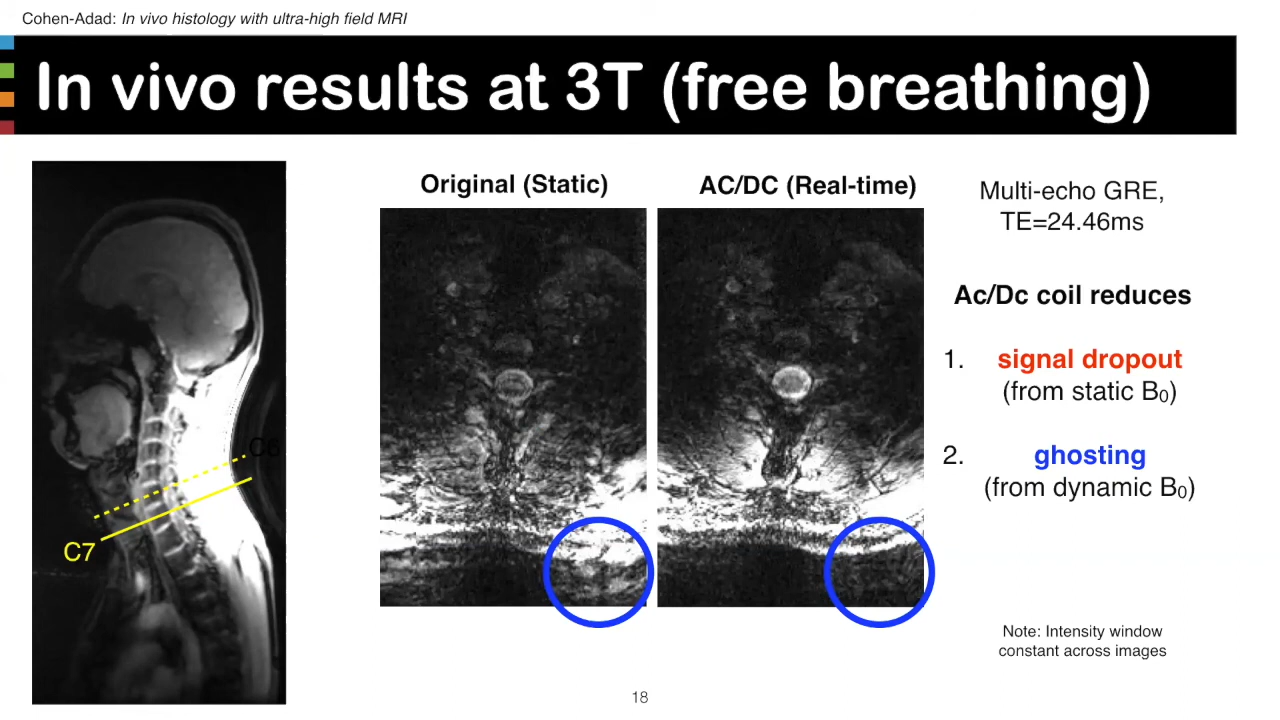 Cohen-Adad: In vivo histology with ultra-high field MRI
In vivo results at 3T (free breathing)
C6
C7
Original (Static)
AC/DC (Real-time)
Multi-echo GRE,
TE=24.46ms
Ac/Dc coil reduces
1. signal dropout
(from static B₀)
2. ghosting
(from dynamic B₀)
Note: Intensity window
constant across images
18